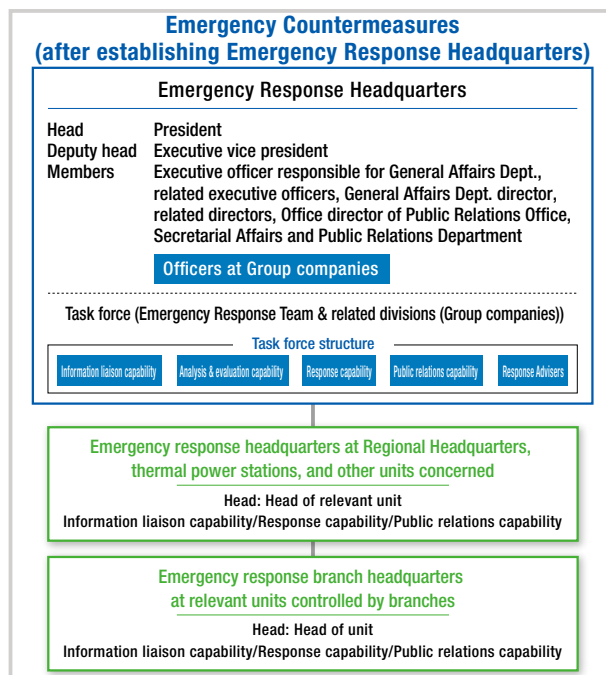 Emergency Countermeasures
(after establishing Emergency Response Headquarters)
Emergency Response Headquarters
Head President
Deputy head Executive vice president
Members Executive officer responsible for General Affairs Dept.,
related executive officers, General Affairs Dept. director,
related directors, Office director of Public Relations Office,
Secretarial Affairs and Public Relations Department
Officers at Group companies
Task force (Emergency Response Team & related divisions (Group companies))
Task force structure
Information liaison capability Analysis & evaluation capability Response capability Public relations capability Response Advisers
Emergency response headquarters at Regional Headquarters,
thermal power stations, and other units concerned
Head: Head of relevant unit
Information liaison capability/Response capability/Public relations capability
Emergency response branch headquarters
at relevant units controlled by branches
Head: Head of unit
Information liaison capability/Response capability/Public relations capability